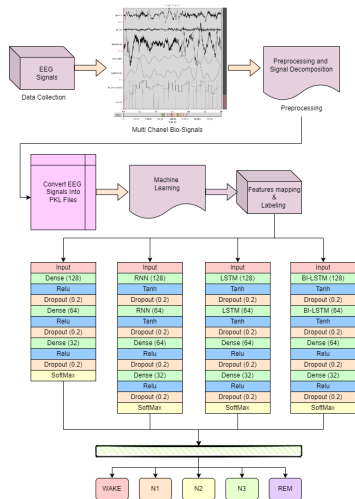 EEG
Signals
Data Collection
Multi Chanel Bio-Signals
Preprocessing and
Signal Decomposition
Preprocessing
Convert EEG
Signals Into
PKL Files
Machine
Learning
Features mapping
&
Labeling
Input
Dense (128)
Relu
Dropout (0.2)
Dense (64)
Relu
Dropout (0.2)
Dense (32)
Relu
Dropout (0.2)
SoftMax
Input
RNN (128)
Tanh
Dropout (0.2)
RNN (64)
Tanh
Dropout (0.2)
Dense (64)
Relu
Dropout (0.2)
Dense (32)
Relu
Dropout (0.2)
SoftMax
Input
LSTM (128)
Tanh
Dropout (0.2)
LSTM (64)
Tanh
Dropout (0.2)
Dense (64)
Relu
Dropout (0.2)
Dense (32)
Relu
Dropout (0.2)
SoftMax
Input
BI-LSTM (128)
Tanh
Dropout (0.2)
BI-LSTM (64)
Tanh
Dropout (0.2)
Dense (64)
Relu
Dropout (0.2)
Dense (32)
Relu
Dropout (0.2)
SoftMax
WAKE
N1
N2
N3
REM